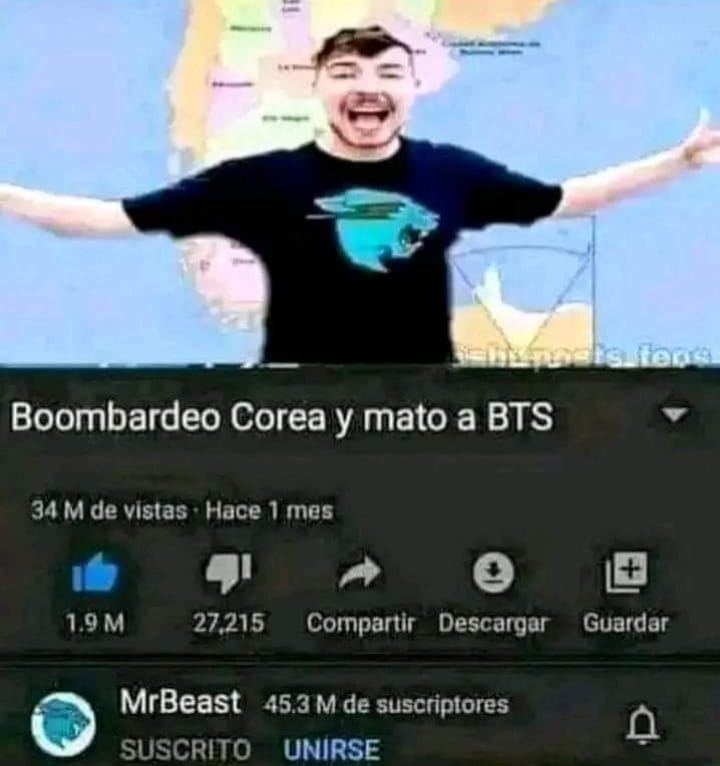 Boombardeo Corea y mato a BTS
34 M de vistas · Hace 1 mes
1.9 M 27,215 Compartir Descargar Guardar
MrBeast 45.3 M de suscriptores
SUSCRITO UNIRSE